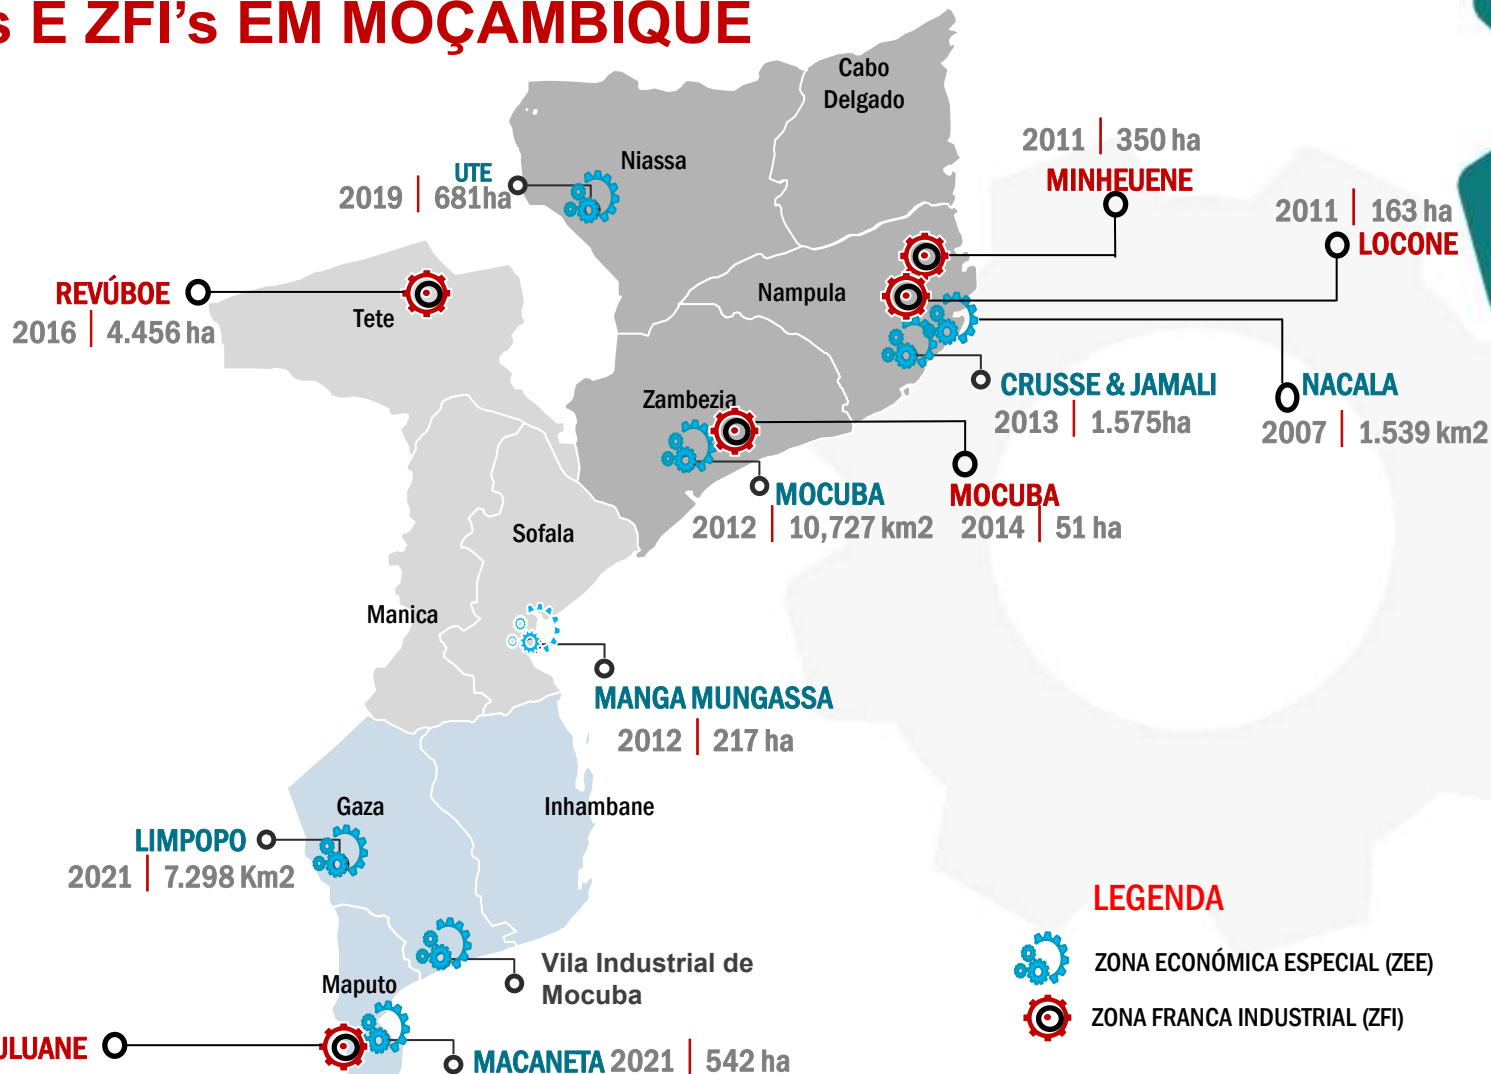 s E ZFI's EM MOÇAMBIQUE
Cabo
Delgado
Niassa
UTE
2019 | 681ha
2011 | 350 ha
MINHEUENE
2011 | 163 ha
LOCONE
REVÚBOE
2016 | 4.456 ha
Tete
Nampula
CRUSSE & JAMALI
2013 | 1.575ha
NACALA
2007 | 1.539 km2
Zambezia
MOCUBA
2012 | 10,727 km2
MOCUBA
2014 | 51 ha
Sofala
Manica
MANGA MUNGASSA
2012 | 217 ha
Gaza
Inhambane
LIMPOPO
2021 | 7.298 Km2
Vila Industrial de
Mocuba
Maputo
ULUANE
MACANETA 2021 | 542 ha
LEGENDA
ZONA ECONÓMICA ESPECIAL (ZEE)
ZONA FRANCA INDUSTRIAL (ZFI)